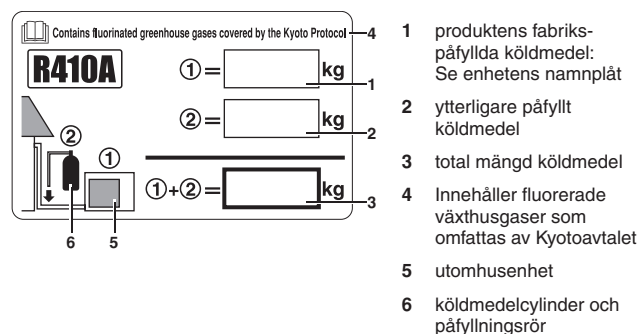 Contains fluorinated greenhouse gases covered by the Kyoto Protocol
4
R410A
① =
kg
1
② =
kg
2
②
①
①+② =
kg
3
6
5
1 produktens fabriks-
påfyllda köldmedel:
Se enhetens namnplåt
2 ytterligare påfyllt
köldmedel
3 total mängd köldmedel
4 Innehåller fluorerade
växthusgaser som
omfattas av Kyotoavtalet
5 utomhusenhet
6 köldmedelcylinder och
påfyllningsrör